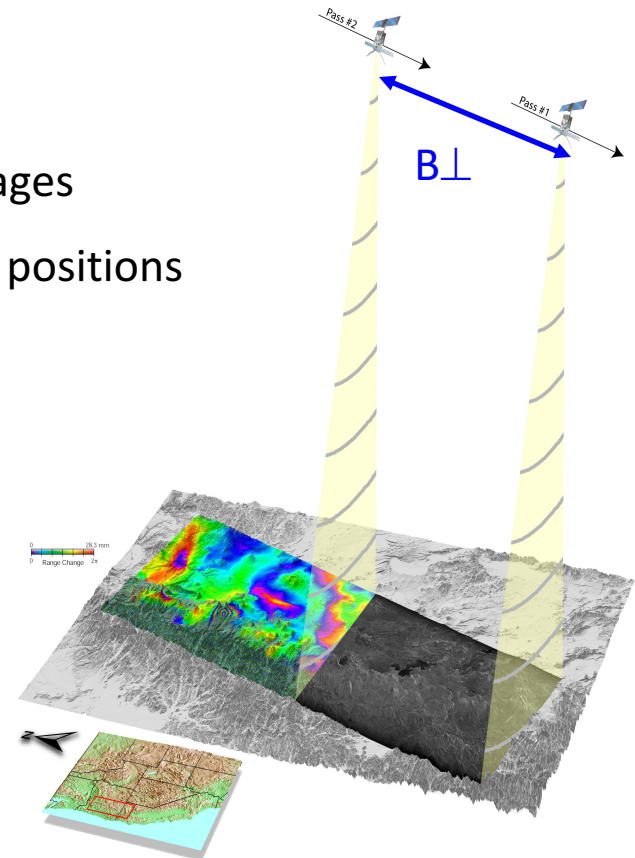 Pass #2
Pass #1
B⊥
ages
positions
0 28.3 mm
0 Range Change 2π
N